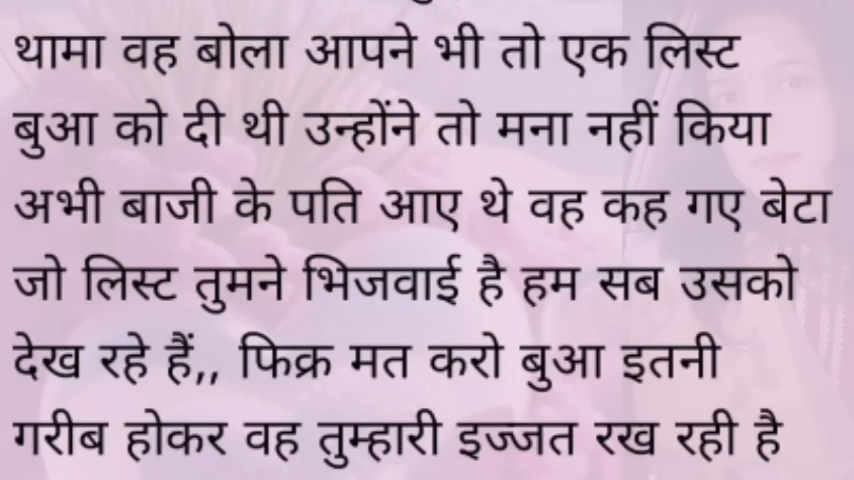 थामा वह बोला आपने भी तो एक लिस्ट
बुआ को दी थी उन्होंने तो मना नहीं किया
अभी बाजी के पति आए थे वह कह गए बेटा
जो लिस्ट तुमने भिजवाई है हम सब उसको
देख रहे हैं,, फिक्र मत करो बुआ इतनी
गरीब होकर वह तुम्हारी इज्जत रख रही है